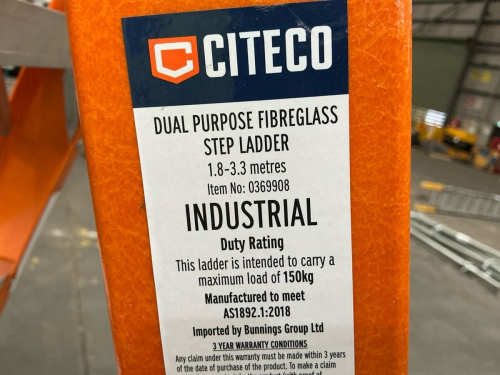 CITECO
DUAL PURPOSE FIBREGLASS
STEP LADDER
1.8-3.3 metres
Item No: 0369908
INDUSTRIAL
Duty Rating
This ladder is intended to carry a
maximum load of 150kg
Manufactured to meet
AS1892.1:2018
Imported by Bunnings Group Ltd
3 YEAR WARRANTY CONDITIONS
Any claim under this warranty must be made within 3 years
of the date of purchase of the product. To make a claim